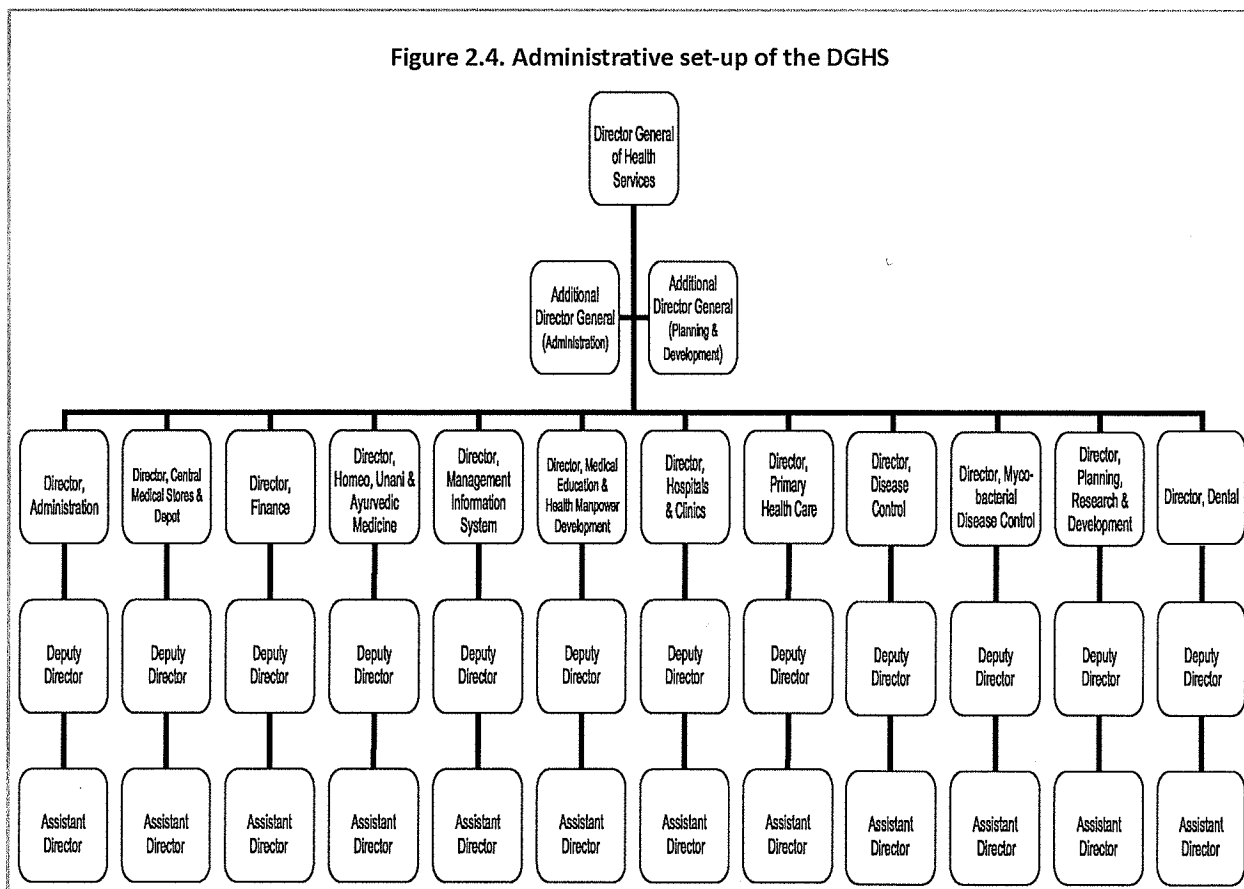 Figure 2.4. Administrative set-up of the DGHS
Director General
of Health
Services
Additional
Director General
(Administration)
Additional
Director General
(Planning &
Development)
Director,
Administration
Director, Central
Medical Stores &
Depot
Director,
Finance
Director,
Homeo, Unani &
Ayurvedic
Medicine
Director,
Management
Information
System
Director, Medical
Education &
Health Manpower
Development
Director,
Hospitals
& Clinics
Director,
Primary
Health Care
Director,
Disease
Control
Director, Myco-
bacterial
Disease Control
Director,
Planning,
Research &
Development
Director, Dental
Deputy
Director
Deputy
Director
Deputy
Director
Deputy
Director
Deputy
Director
Deputy
Director
Deputy
Director
Deputy
Director
Deputy
Director
Deputy
Director
Deputy
Director
Deputy
Director
Assistant
Director
Assistant
Director
Assistant
Director
Assistant
Director
Assistant
Director
Assistant
Director
Assistant
Director
Assistant
Director
Assistant
Director
Assistant
Director
Assistant
Director
Assistant
Director